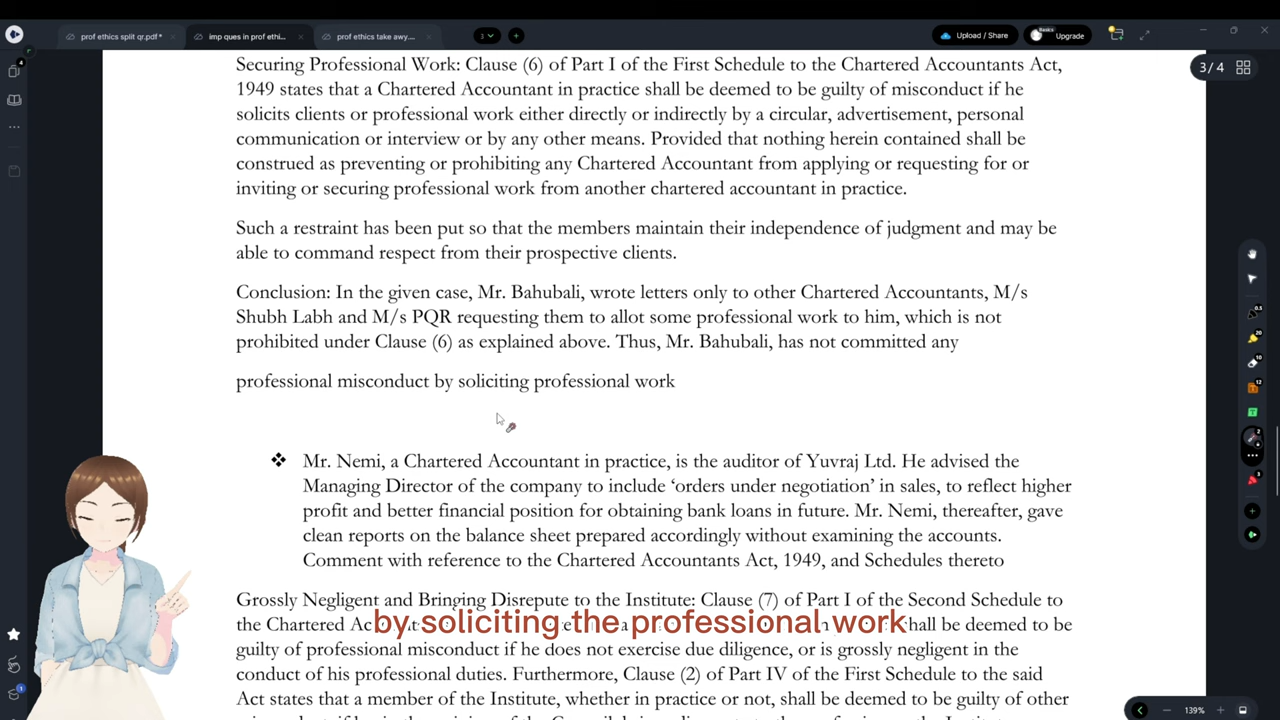 prof ethics split qr.pdf*
imp ques in prof ethi...
prof ethics take awy...
3
Upload / Share
Basics
Upgrade
4
3 / 4
Securing Professional Work: Clause (6) of Part I of the First Schedule to the Chartered Accountants Act,
1949 states that a Chartered Accountant in practice shall be deemed to be guilty of misconduct if he
solicits clients or professional work either directly or indirectly by a circular, advertisement, personal
communication or interview or by any other means. Provided that nothing herein contained shall be
construed as preventing or prohibiting any Chartered Accountant from applying or requesting for or
inviting or securing professional work from another chartered accountant in practice.
Such a restraint has been put so that the members maintain their independence of judgment and may be
able to command respect from their prospective clients.
Conclusion: In the given case, Mr. Bahubali, wrote letters only to other Chartered Accountants, M/s
Shubh Labh and M/s PQR requesting them to allot some professional work to him, which is not
prohibited under Clause (6) as explained above. Thus, Mr. Bahubali, has not committed any
professional misconduct by soliciting professional work
❖ Mr. Nemi, a Chartered Accountant in practice, is the auditor of Yuvraj Ltd. He advised the
Managing Director of the company to include ‘orders under negotiation’ in sales, to reflect higher
profit and better financial position for obtaining bank loans in future. Mr. Nemi, thereafter, gave
clean reports on the balance sheet prepared accordingly without examining the accounts.
Comment with reference to the Chartered Accountants Act, 1949, and Schedules thereto
Grossly Negligent and Bringing Disrepute to the Institute: Clause (7) of Part I of the Second Schedule to
the Chartered Ac shall be deemed to be
by soliciting the professional work
guilty of professional misconduct if he does not exercise due diligence, or is grossly negligent in the
conduct of his professional duties. Furthermore, Clause (2) of Part IV of the First Schedule to the said
Act states that a member of the Institute, whether in practice or not, shall be deemed to be guilty of other
139%